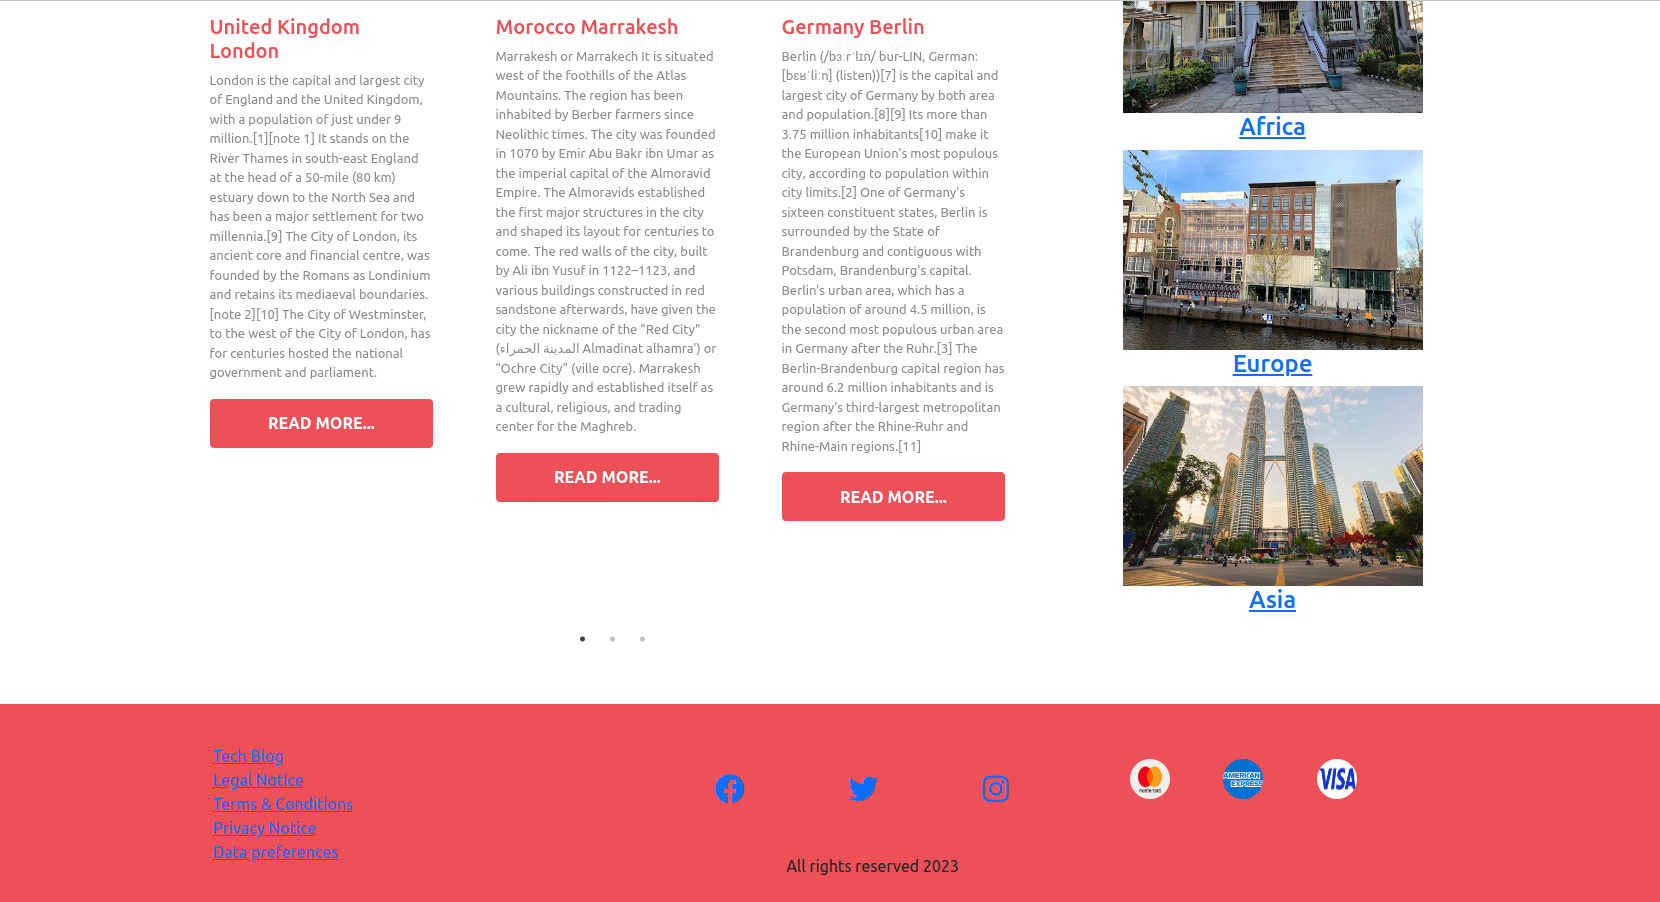 United Kingdom
London
London is the capital and largest city
of England and the United Kingdom,
with a population of just under 9
million.[1][note 1] It stands on the
River Thames in south-east England
at the head of a 50-mile (80 km)
estuary down to the North Sea and
has been a major settlement for two
millennia.[9] The City of London, its
ancient core and financial centre, was
founded by the Romans as Londinium
and retains its mediaeval boundaries.
[note 2][10] The City of Westminster,
to the west of the City of London, has
for centuries hosted the national
government and parliament.
READ MORE...
Morocco Marrakesh
Marrakesh or Marrakech It is situated
west of the foothills of the Atlas
Mountains. The region has been
inhabited by Berber farmers since
Neolithic times. The city was founded
in 1070 by Emir Abu Bakr ibn Umar as
the imperial capital of the Almoravid
Empire. The Almoravids established
the first major structures in the city
and shaped its layout for centuries to
come. The red walls of the city, built
by Ali ibn Yusuf in 1122–1123, and
various buildings constructed in red
sandstone afterwards, have given the
city the nickname of the "Red City"
(المدينة الحمراء Almadinat alhamra') or
"Ochre City" (ville ocre). Marrakesh
grew rapidly and established itself as
a cultural, religious, and trading
center for the Maghreb.
READ MORE...
Germany Berlin
Berlin (/bɜːrˈlɪn/ bur-LIN, German:
[bɛʁˈliːn] (listen))[7] is the capital and
largest city of Germany by both area
and population.[8][9] Its more than
3.75 million inhabitants[10] make it
the European Union's most populous
city, according to population within
city limits.[2] One of Germany's
sixteen constituent states, Berlin is
surrounded by the State of
Brandenburg and contiguous with
Potsdam, Brandenburg's capital.
Berlin's urban area, which has a
population of around 4.5 million, is
the second most populous urban area
in Germany after the Ruhr.[3] The
Berlin-Brandenburg capital region has
around 6.2 million inhabitants and is
Germany's third-largest metropolitan
region after the Rhine-Ruhr and
Rhine-Main regions.[11]
READ MORE...
Africa
Europe
Asia
Tech Blog
Legal Notice
Terms & Conditions
Privacy Notice
Data preferences
mastercard
AMERICAN
EXPRESS
VISA
All rights reserved 2023